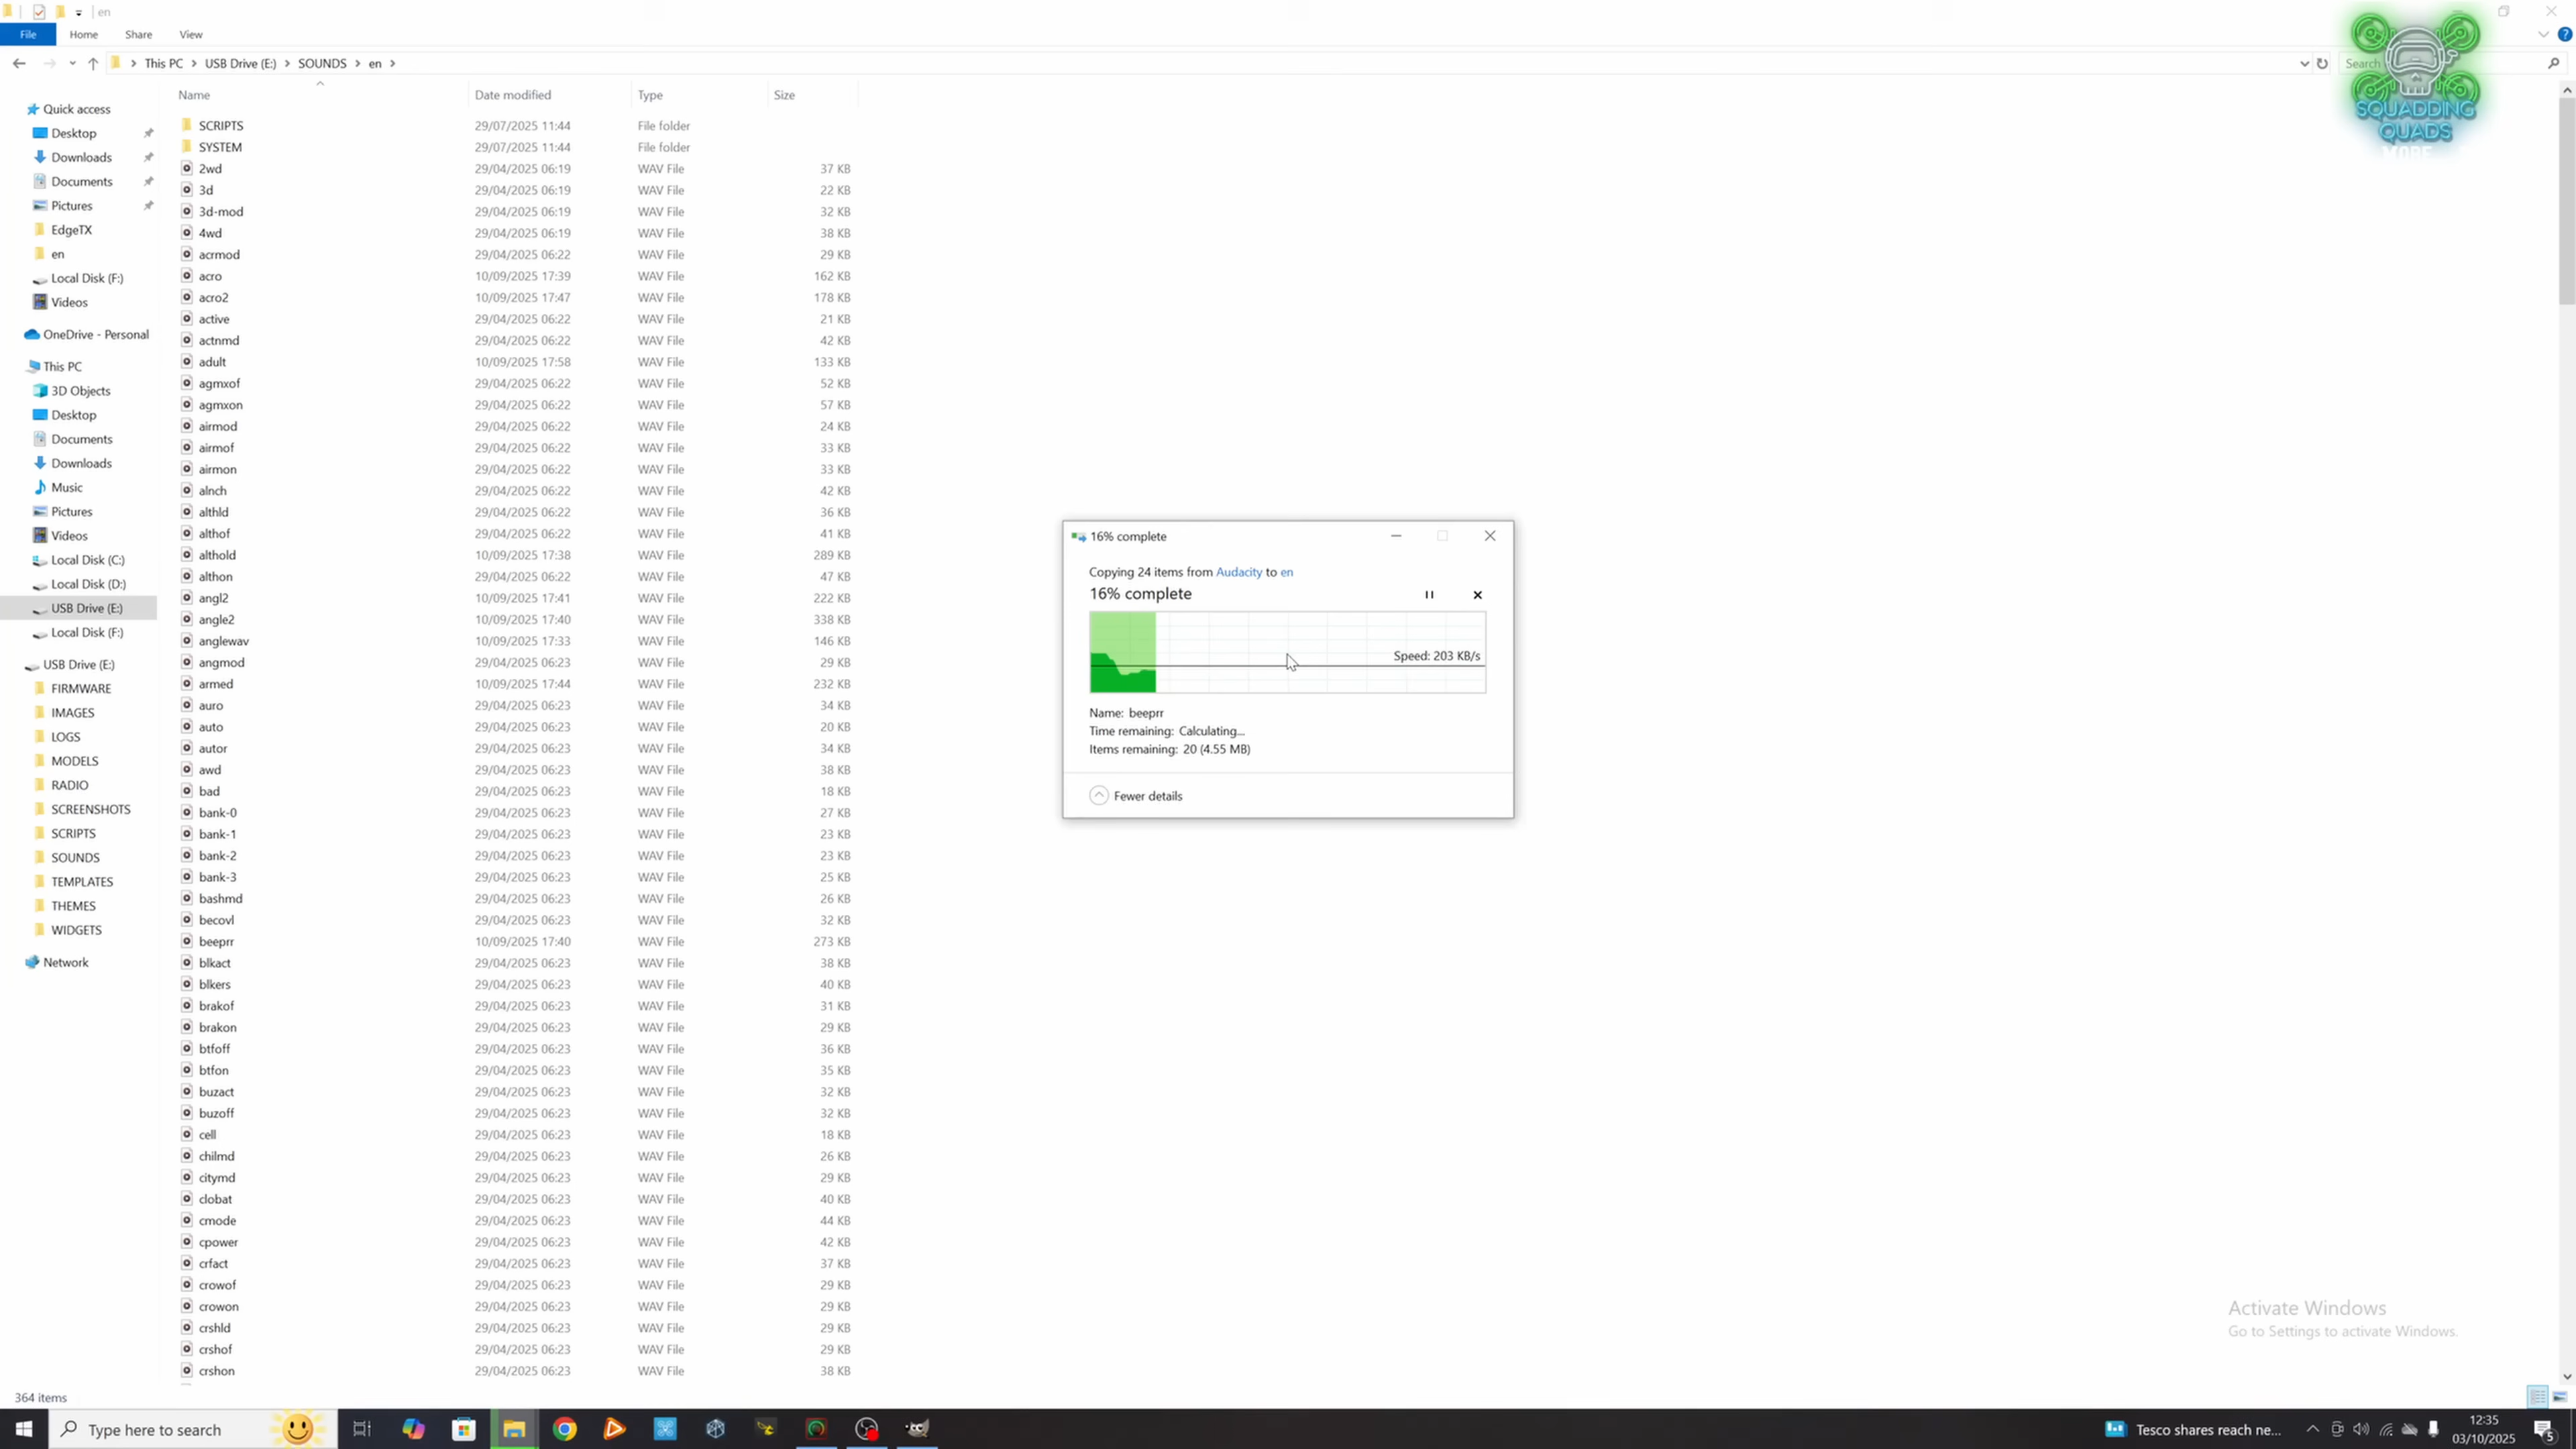 en
File Home Share View
This PC USB Drive (E:) SOUNDS en
Search
SQUADDING
QUADS
MORE
Name Date modified Type Size
Quick access
Desktop
Downloads
Documents
Pictures
EdgeTX
en
Local Disk (F:)
Videos
OneDrive - Personal
This PC
3D Objects
Desktop
Documents
Downloads
Music
Pictures
Videos
Local Disk (C:)
Local Disk (D:)
USB Drive (E:)
Local Disk (F:)
USB Drive (E:)
FIRMWARE
IMAGES
LOGS
MODELS
RADIO
SCREENSHOTS
SCRIPTS
SOUNDS
TEMPLATES
THEMES
WIDGETS
Network
SCRIPTS 29/07/2025 11:44 File folder
SYSTEM 29/07/2025 11:44 File folder
2wd 29/04/2025 06:19 WAV File 37 KB
3d 29/04/2025 06:19 WAV File 22 KB
3d-mod 29/04/2025 06:19 WAV File 32 KB
4wd 29/04/2025 06:19 WAV File 38 KB
acrmod 29/04/2025 06:22 WAV File 29 KB
acro 10/09/2025 17:39 WAV File 162 KB
acro2 10/09/2025 17:47 WAV File 178 KB
active 29/04/2025 06:22 WAV File 21 KB
actnmd 29/04/2025 06:22 WAV File 42 KB
adult 10/09/2025 17:58 WAV File 133 KB
agmxof 29/04/2025 06:22 WAV File 52 KB
agmxon 29/04/2025 06:22 WAV File 57 KB
airmod 29/04/2025 06:22 WAV File 24 KB
airmof 29/04/2025 06:22 WAV File 33 KB
airmon 29/04/2025 06:22 WAV File 33 KB
alnch 29/04/2025 06:22 WAV File 42 KB
althld 29/04/2025 06:22 WAV File 36 KB
althof 29/04/2025 06:22 WAV File 41 KB
althold 10/09/2025 17:38 WAV File 289 KB
althon 29/04/2025 06:22 WAV File 47 KB
angl2 10/09/2025 17:41 WAV File 222 KB
angle2 10/09/2025 17:40 WAV File 338 KB
anglewav 10/09/2025 17:33 WAV File 146 KB
angmod 29/04/2025 06:23 WAV File 29 KB
armed 10/09/2025 17:44 WAV File 232 KB
auro 29/04/2025 06:23 WAV File 34 KB
auto 29/04/2025 06:23 WAV File 20 KB
autor 29/04/2025 06:23 WAV File 34 KB
awd 29/04/2025 06:23 WAV File 38 KB
bad 29/04/2025 06:23 WAV File 18 KB
bank-0 29/04/2025 06:23 WAV File 27 KB
bank-1 29/04/2025 06:23 WAV File 23 KB
bank-2 29/04/2025 06:23 WAV File 23 KB
bank-3 29/04/2025 06:23 WAV File 25 KB
bashmd 29/04/2025 06:23 WAV File 26 KB
becovl 29/04/2025 06:23 WAV File 32 KB
beeprr 10/09/2025 17:40 WAV File 273 KB
blkact 29/04/2025 06:23 WAV File 38 KB
blkers 29/04/2025 06:23 WAV File 40 KB
brakof 29/04/2025 06:23 WAV File 31 KB
brakon 29/04/2025 06:23 WAV File 29 KB
btfoff 29/04/2025 06:23 WAV File 36 KB
btfon 29/04/2025 06:23 WAV File 35 KB
buzact 29/04/2025 06:23 WAV File 32 KB
buzoff 29/04/2025 06:23 WAV File 32 KB
cell 29/04/2025 06:23 WAV File 18 KB
chilmd 29/04/2025 06:23 WAV File 26 KB
citymd 29/04/2025 06:23 WAV File 29 KB
clobat 29/04/2025 06:23 WAV File 40 KB
cmode 29/04/2025 06:23 WAV File 44 KB
cpower 29/04/2025 06:23 WAV File 42 KB
crfact 29/04/2025 06:23 WAV File 37 KB
crowof 29/04/2025 06:23 WAV File 29 KB
crowon 29/04/2025 06:23 WAV File 29 KB
crshld 29/04/2025 06:23 WAV File 29 KB
crshof 29/04/2025 06:23 WAV File 29 KB
crshon 29/04/2025 06:23 WAV File 38 KB
16% complete
Copying 24 items from Audacity to en
16% complete
Speed: 203 KB/s
Name: beeprr
Time remaining: Calculating...
Items remaining: 20 (4.55 MB)
Fewer details
Activate Windows
Go to Settings to activate Windows.
364 items
Type here to search
Tesco shares reach ne...
12:35
03/10/2025
5